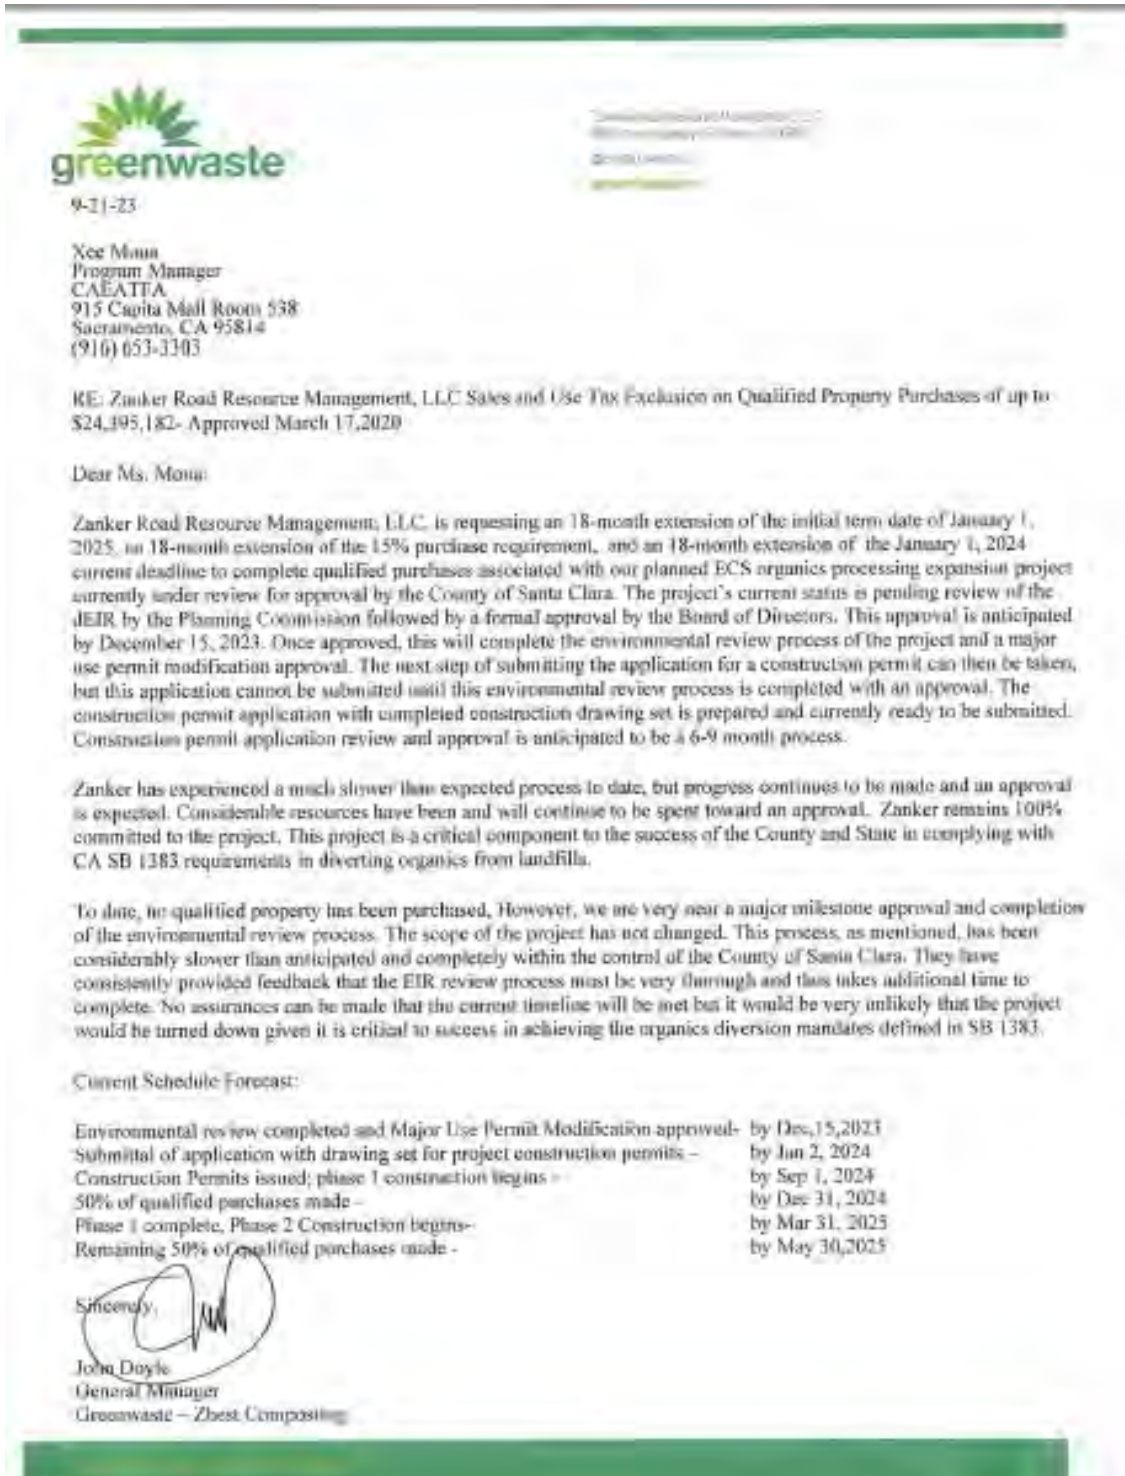 greenwaste
9-21-23
Xee Moua
Program Manager
CAEATFA
915 Capita Mall Room 538
Sacramento, CA 95814
(916) 653-3303
RE: Zanker Road Resource Management, LLC Sales and Use Tax Exclusion on Qualified Property Purchases of up to
$24,395,182- Approved March 17,2020
Dear Ms. Moua:
Zanker Road Resource Management, LLC. is requesting an 18-month extension of the initial term date of January 1,
2025, an 18-month extension of the 15% purchase requirement, and an 18-month extension of the January 1, 2024
current deadline to complete qualified purchases associated with our planned ECS organics processing expansion project
currently under review for approval by the County of Santa Clara. The project's current status is pending review of the
dEIR by the Planning Commission followed by a formal approval by the Board of Directors. This approval is anticipated
by December 15, 2023. Once approved, this will complete the environmental review process of the project and a major
use permit modification approval. The next step of submitting the application for a construction permit can then be taken,
but this application cannot be submitted until this environmental review process is completed with an approval. The
construction permit application with completed construction drawing set is prepared and currently ready to be submitted.
Construction permit application review and approval is anticipated to be a 6-9 month process.
Zanker has experienced a much slower than expected process to date, but progress continues to be made and an approval
is expected. Considerable resources have been and will continue to be spent toward an approval. Zanker remains 100%
committed to the project. This project is a critical component to the success of the County and State in complying with
CA SB 1383 requirements in diverting organics from landfills.
To date, no qualified property has been purchased. However, we are very near a major milestone approval and completion
of the environmental review process. The scope of the project has not changed. This process, as mentioned, has been
considerably slower than anticipated and completely within the control of the County of Santa Clara. They have
consistently provided feedback that the EIR review process must be very thorough and thus takes additional time to
complete. No assurances can be made that the current timeline will be met but it would be very unlikely that the project
would be turned down given it is critical to success in achieving the organics diversion mandates defined in SB 1383.
Current Schedule Forecast:
Environmental review completed and Major Use Permit Modification approved- by Dec,15,2023
Submittal of application with drawing set for project construction permits – by Jan 2, 2024
Construction Permits issued; phase 1 construction begins – by Sep 1, 2024
50% of qualified purchases made – by Dec 31, 2024
Phase 1 complete, Phase 2 Construction begins- by Mar 31, 2025
Remaining 50% of qualified purchases made - by May 30,2025
Sincerely,
John Doyle
General Manager
Greenwaste – Zbest Composting